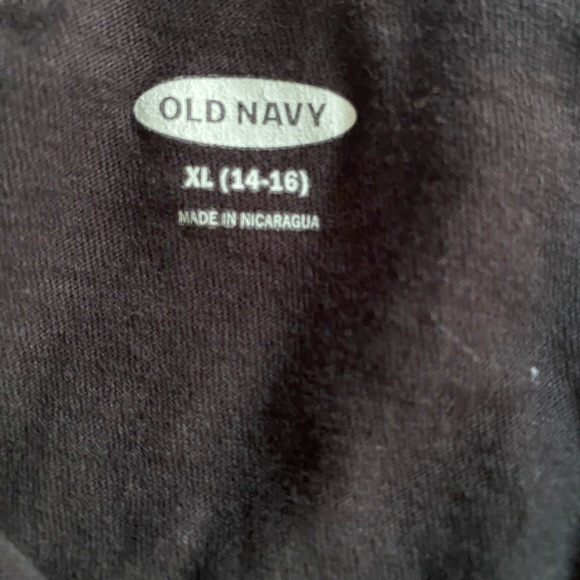 OLD NAVY
XL (14-16)
MADE IN NICARAGUA